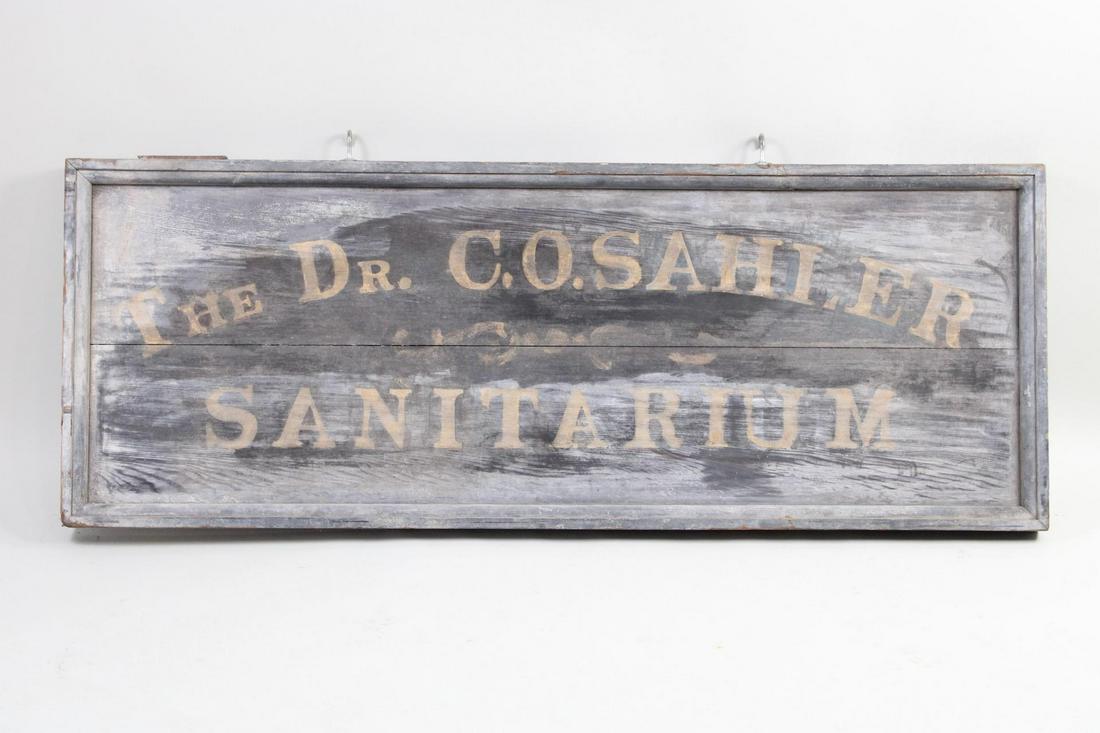 The Dr. C.O. SAHLER
SANITARIUM